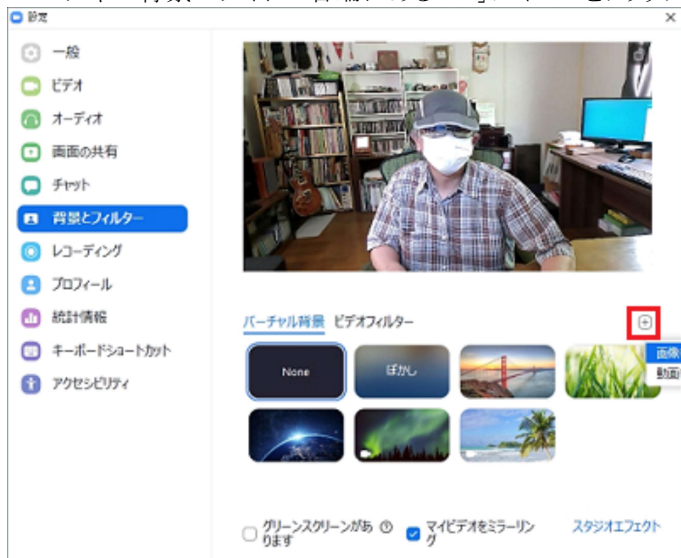 設定
一般
ビデオ
オーディオ
画面の共有
チャット
背景とフィルター
レコーディング
プロフィール
統計情報
キーボードショートカット
アクセシビリティ
バーチャル背景 ビデオフィルター
画像
動画
None
ぼかし
グリーンスクリーンがあ
ります
マイビデオをミラーリン
グ
スタジオエフェクト